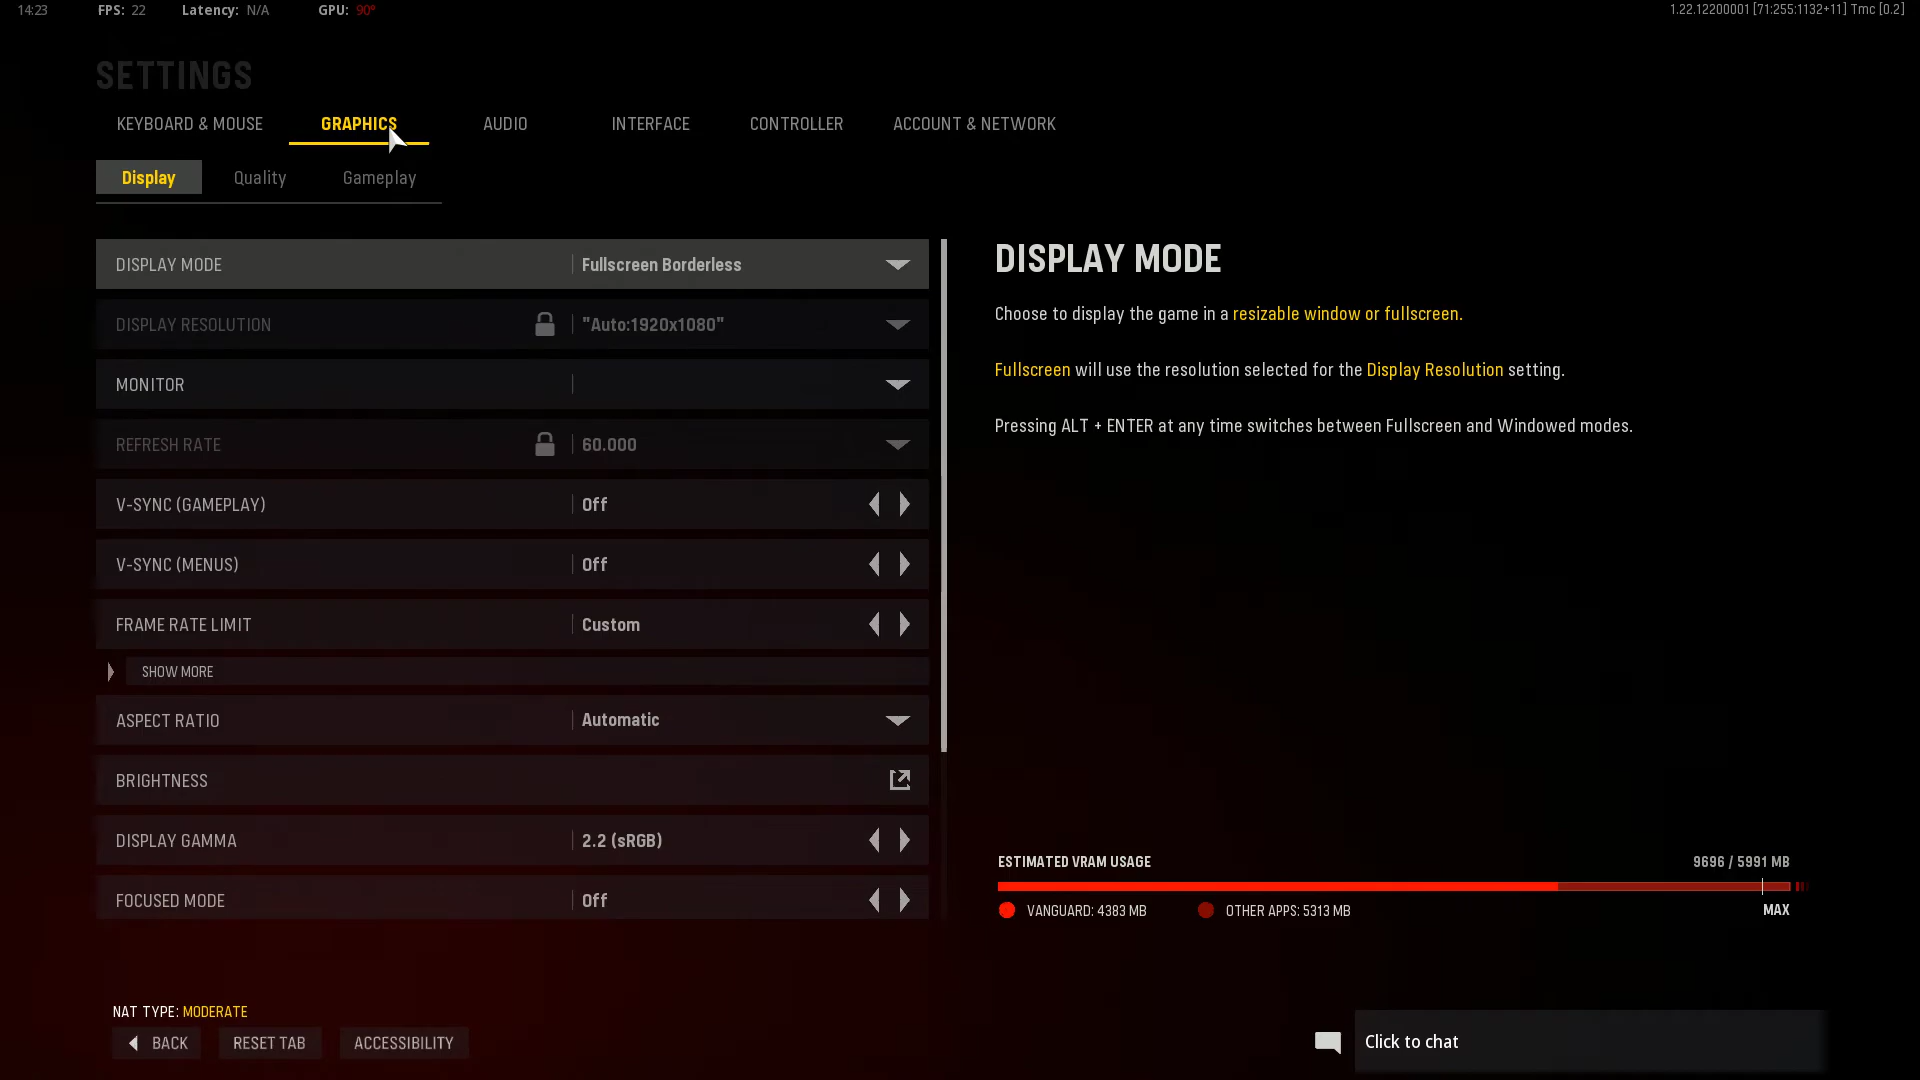 14:23 FPS: 22 Latency: N/A GPU: 90° 1.22.12200001 [71:255:1132+11] Tmc [0.2]
SETTINGS
KEYBOARD & MOUSE GRAPHICS AUDIO INTERFACE CONTROLLER ACCOUNT & NETWORK
Display Quality Gameplay
DISPLAY MODE Fullscreen Borderless
DISPLAY RESOLUTION "Auto:1920x1080"
MONITOR
REFRESH RATE 60.000
V-SYNC (GAMEPLAY) Off
V-SYNC (MENUS) Off
FRAME RATE LIMIT Custom
SHOW MORE
ASPECT RATIO Automatic
BRIGHTNESS
DISPLAY GAMMA 2.2 (sRGB)
FOCUSED MODE Off
DISPLAY MODE
Choose to display the game in a resizable window or fullscreen.
Fullscreen will use the resolution selected for the Display Resolution setting.
Pressing ALT + ENTER at any time switches between Fullscreen and Windowed modes.
ESTIMATED VRAM USAGE 9696 / 5991 MB
VANGUARD: 4383 MB OTHER APPS: 5313 MB MAX
NAT TYPE: MODERATE
BACK RESET TAB ACCESSIBILITY
Click to chat